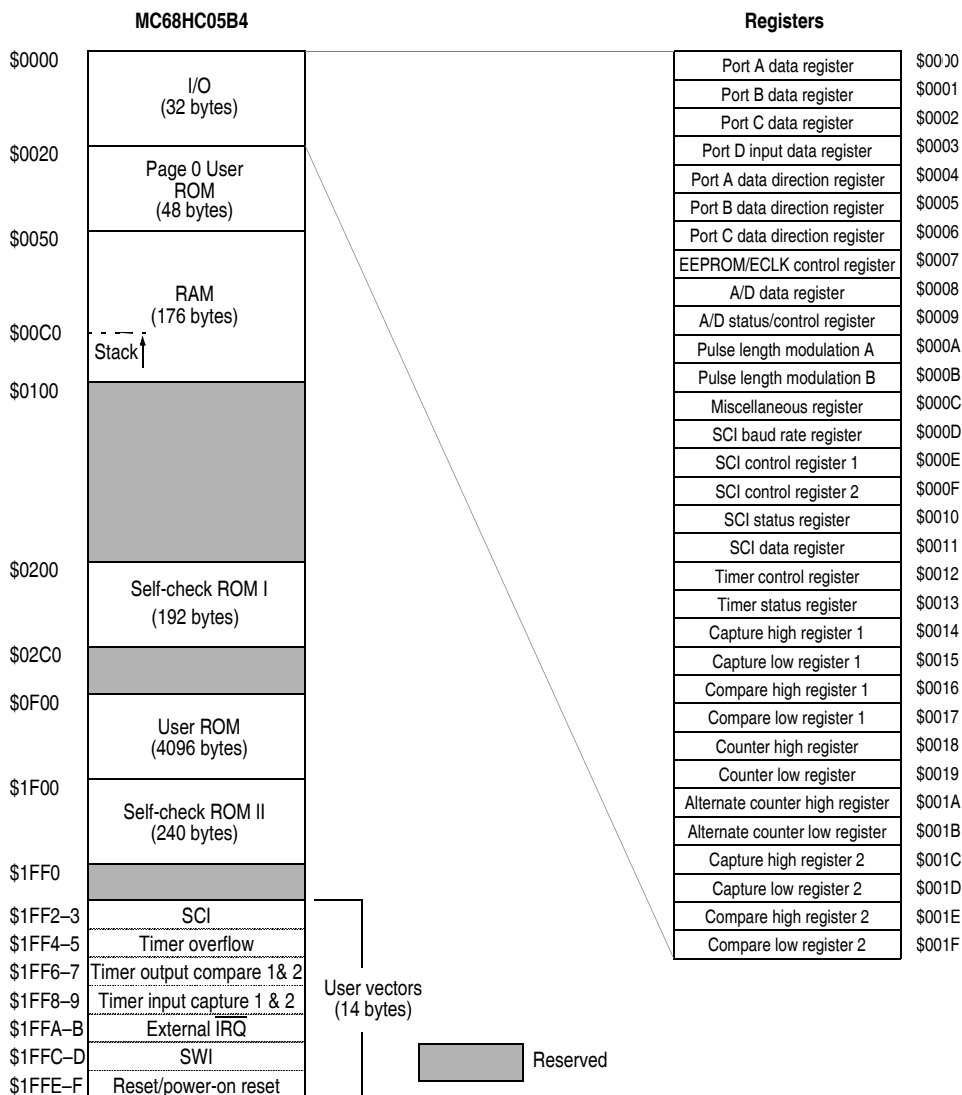 MC68HC05B4
Registers
$0000
I/O
(32 bytes)
$0020
Page 0 User
ROM
(48 bytes)
$0050
RAM
(176 bytes)
$00C0
Stack
$0100
$0200
Self-check ROM I
(192 bytes)
$02C0
$0F00
User ROM
(4096 bytes)
$1F00
Self-check ROM II
(240 bytes)
$1FF0
$1FF2–3 SCI
$1FF4–5 Timer overflow
$1FF6–7 Timer output compare 1& 2
$1FF8–9 Timer input capture 1 & 2
$1FFA–B External IRQ
$1FFC–D SWI
$1FFE–F Reset/power-on reset
User vectors
(14 bytes)
Reserved
Port A data register $0000
Port B data register $0001
Port C data register $0002
Port D input data register $0003
Port A data direction register $0004
Port B data direction register $0005
Port C data direction register $0006
EEPROM/ECLK control register $0007
A/D data register $0008
A/D status/control register $0009
Pulse length modulation A $000A
Pulse length modulation B $000B
Miscellaneous register $000C
SCI baud rate register $000D
SCI control register 1 $000E
SCI control register 2 $000F
SCI status register $0010
SCI data register $0011
Timer control register $0012
Timer status register $0013
Capture high register 1 $0014
Capture low register 1 $0015
Compare high register 1 $0016
Compare low register 1 $0017
Counter high register $0018
Counter low register $0019
Alternate counter high register $001A
Alternate counter low register $001B
Capture high register 2 $001C
Capture low register 2 $001D
Compare high register 2 $001E
Compare low register 2 $001F